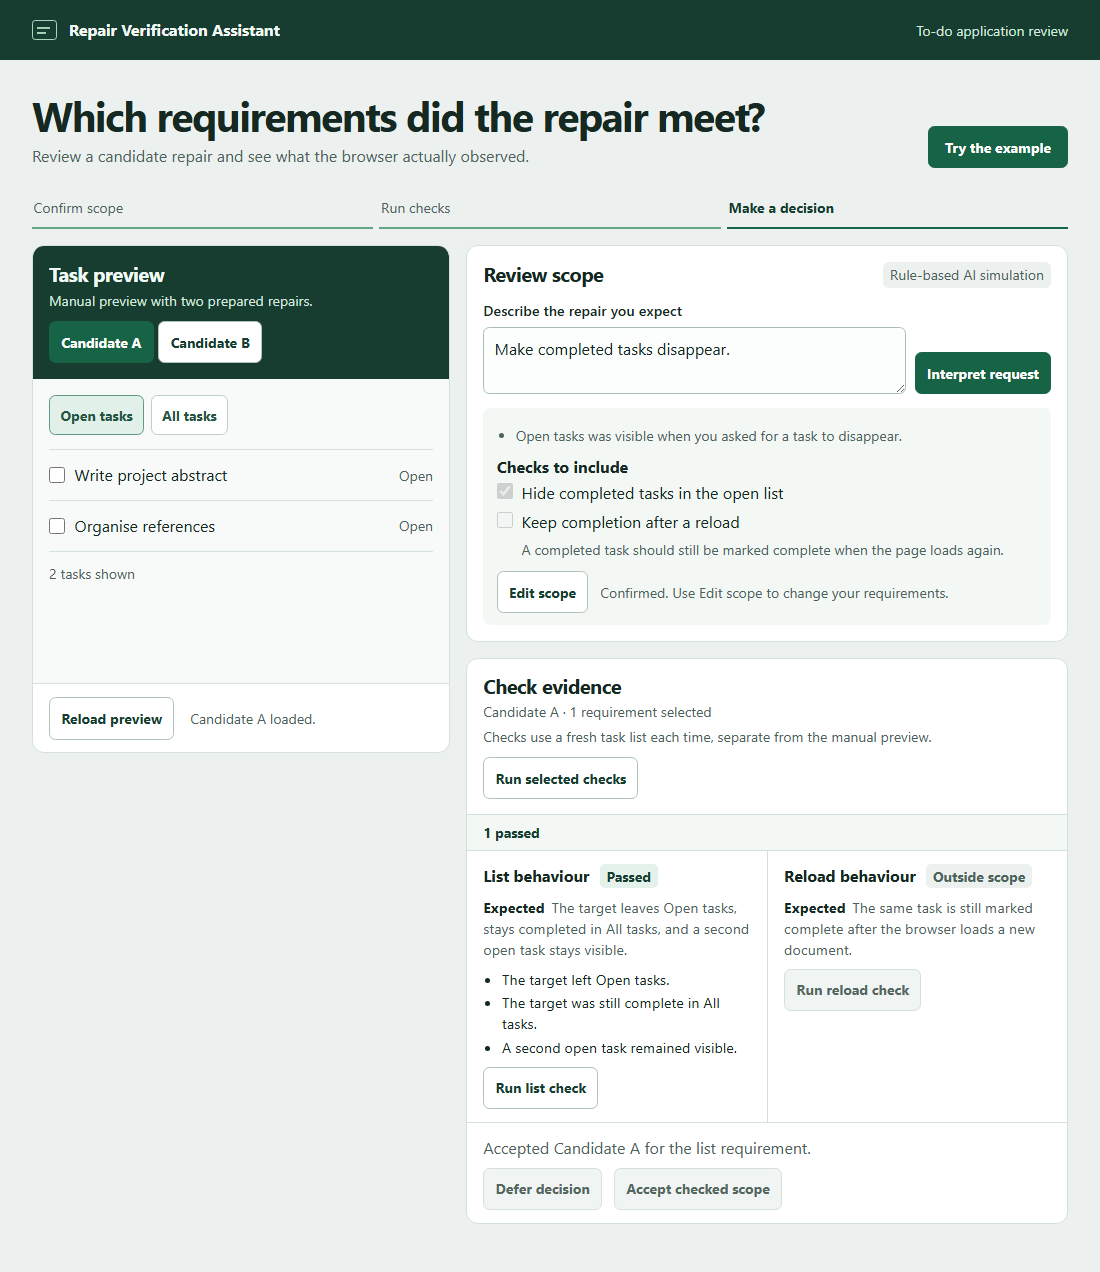 Repair Verification Assistant
To-do application review
Which requirements did the repair meet?
Review a candidate repair and see what the browser actually observed.
Try the example
Confirm scope
Run checks
Make a decision
Task preview
Manual preview with two prepared repairs.
Candidate A
Candidate B
Open tasks
All tasks
Write project abstract
Open
Organise references
Open
2 tasks shown
Reload preview
Candidate A loaded.
Review scope
Rule-based AI simulation
Describe the repair you expect
Make completed tasks disappear.
Interpret request
Open tasks was visible when you asked for a task to disappear.
Checks to include
Hide completed tasks in the open list
Keep completion after a reload
A completed task should still be marked complete when the page loads again.
Edit scope
Confirmed. Use Edit scope to change your requirements.
Check evidence
Candidate A · 1 requirement selected
Checks use a fresh task list each time, separate from the manual preview.
Run selected checks
1 passed
List behaviour
Passed
Expected The target leaves Open tasks,
stays completed in All tasks, and a second
open task stays visible.
The target left Open tasks.
The target was still complete in All
tasks.
A second open task remained visible.
Run list check
Reload behaviour
Outside scope
Expected The same task is still marked
complete after the browser loads a new
document.
Run reload check
Accepted Candidate A for the list requirement.
Defer decision
Accept checked scope